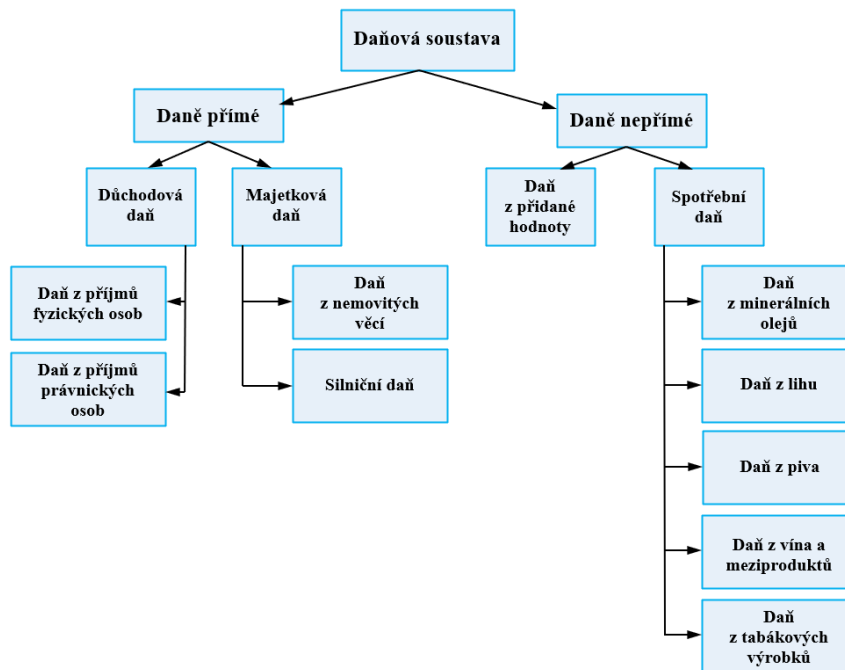 Daňová soustava
Daně přímé
Daně nepřímé
Důchodová
daň
Majetková
daň
Daň
z přidané
hodnoty
Spotřební
daň
Daň z příjmů
fyzických osob
Daň
z nemovitých
věcí
Daň
z minerálních
olejů
Daň z příjmů
právnických
osob
Silniční daň
Daň z lihu
Daň z piva
Daň z vína a
meziproduktů
Daň
z tabákových
výrobků